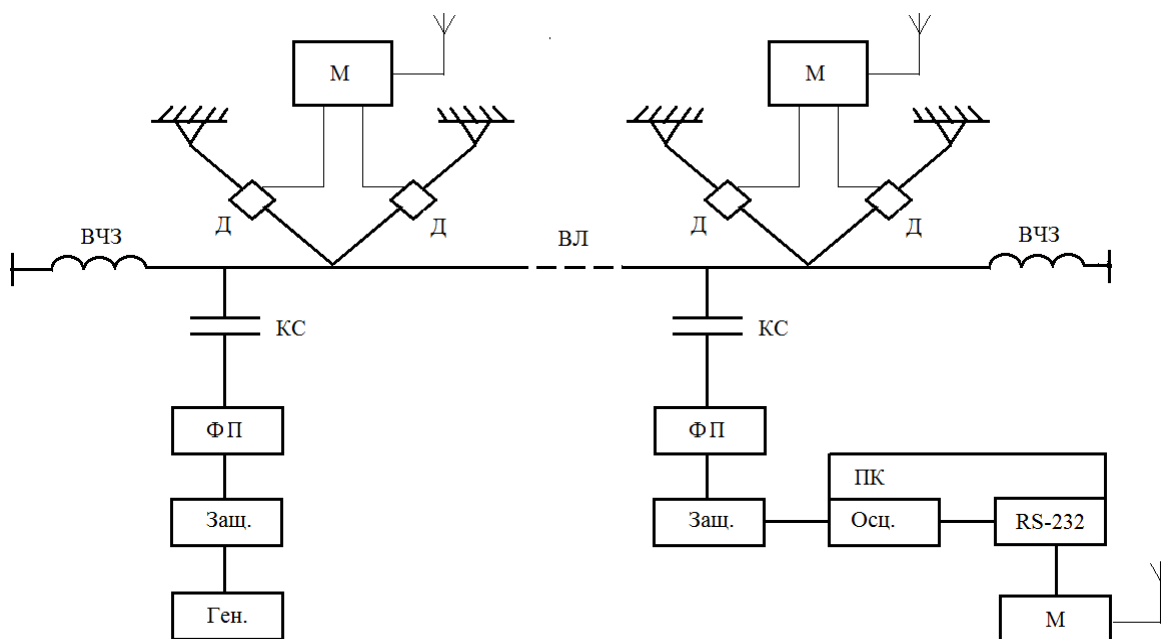 М
М
Д
Д
Д
Д
ВЧЗ
ВЛ
ВЧЗ
КС
КС
ФП
ФП
ПК
Защ.
Защ.
Осц.
RS-232
Ген.
М